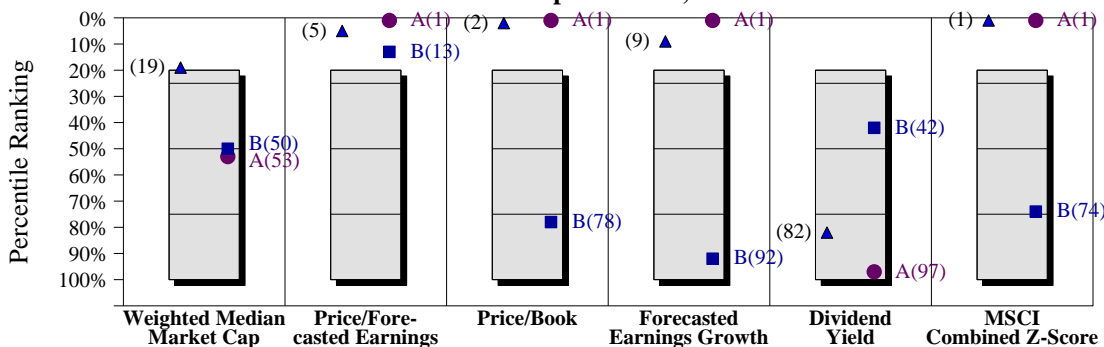 0%
10%
20%
30%
40%
50%
60%
70%
80%
90%
100%
Percentile Ranking
(19)
B(50)
A(53)
(5)
A(1)
B(13)
(2)
A(1)
B(78)
(9)
A(1)
B(92)
(82)
B(42)
A(97)
(1)
A(1)
B(74)
Weighted Median
Market Cap
Price/Fore-
casted Earnings
Price/Book
Forecasted
Earnings Growth
Dividend
Yield
MSCI
Combined Z-Score